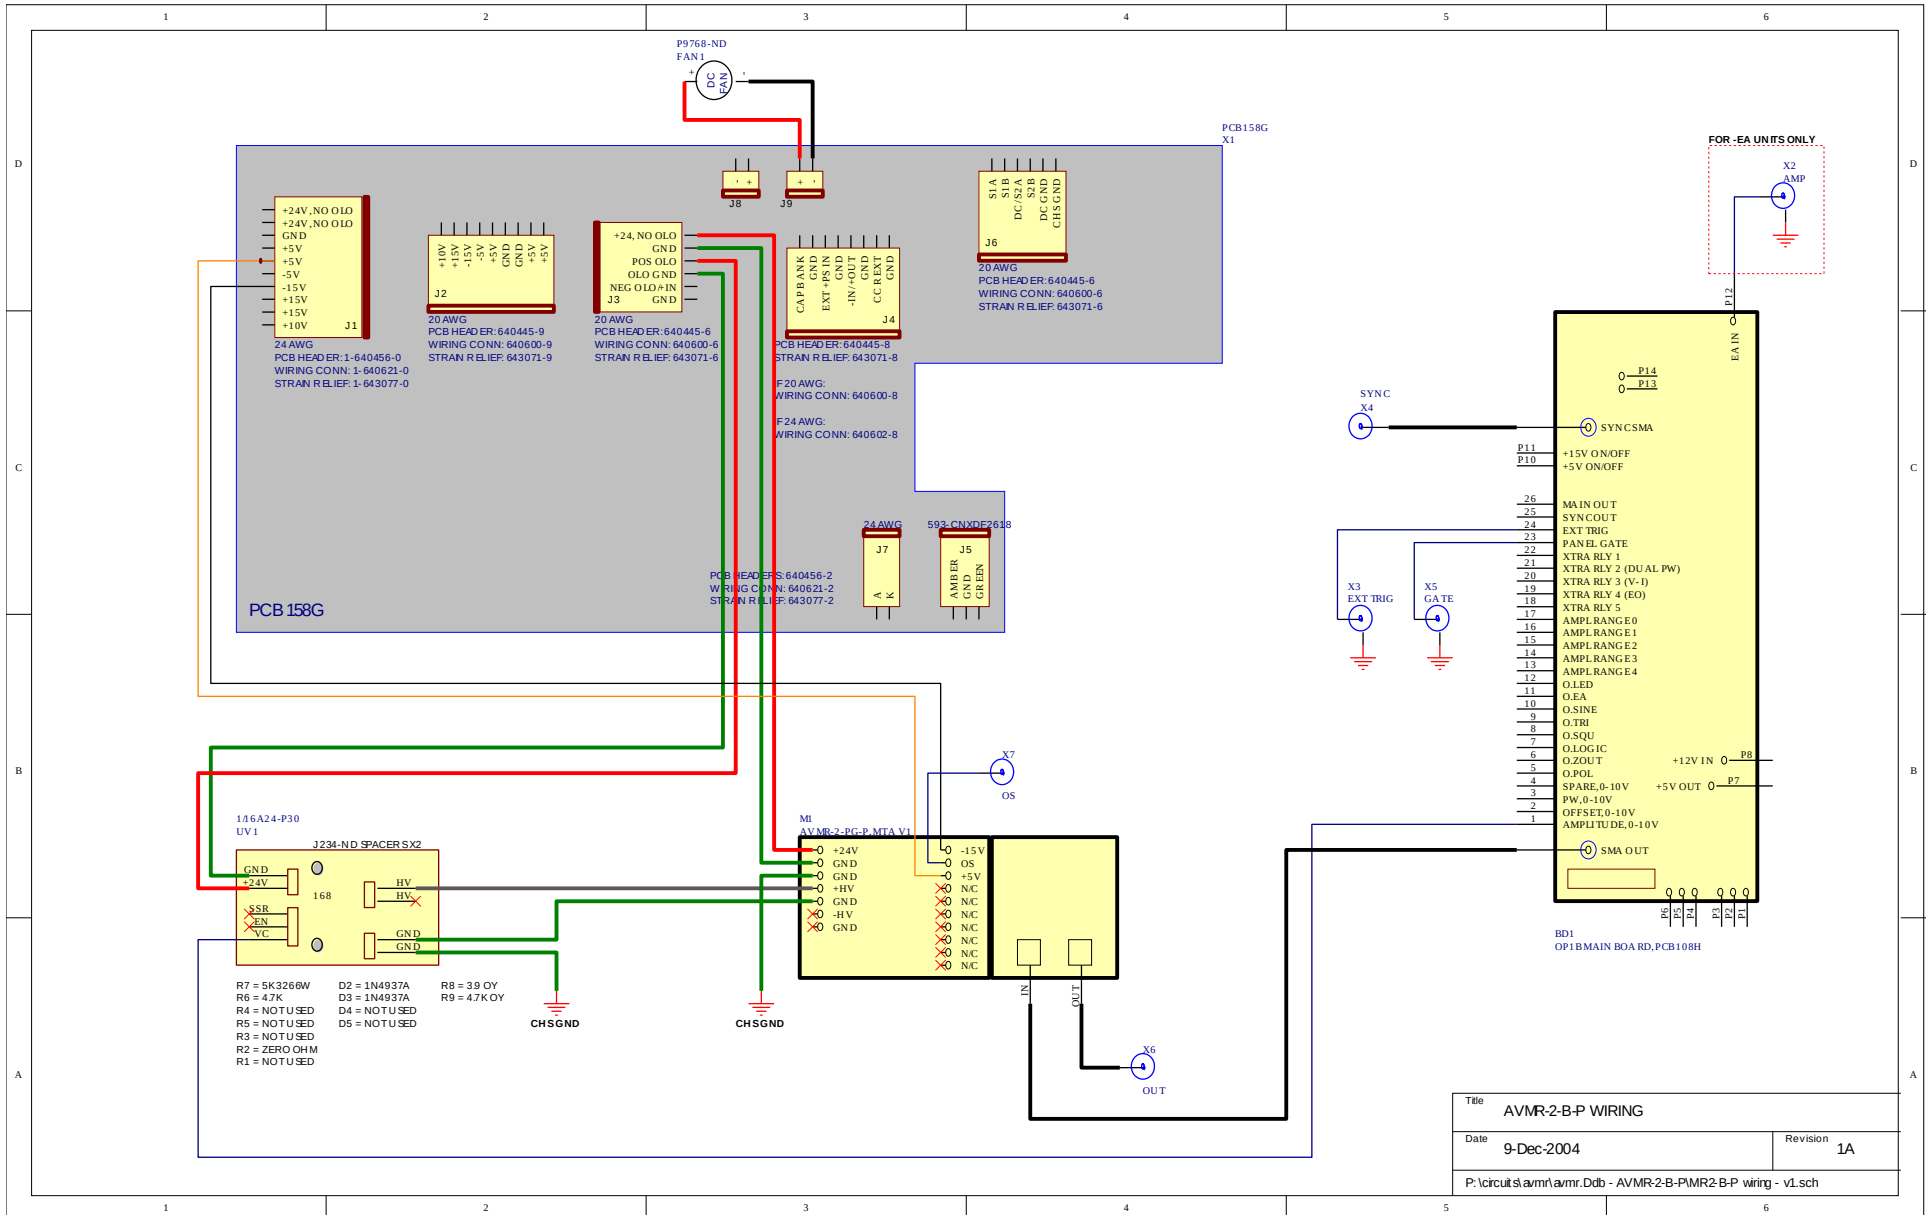 1
2
3
4
5
6
D
D
C
C
B
B
A
A
P9768-ND
FAN1
+
-
DC
FAN
PCB158G
X1
FOR -EA UNITS ONLY
X2
AMP
- +
J8
+ -
J9
S1A
S1B
DC/S2A
S2B
DC GND
CHS GND
J6
20 AWG
PCB HEADER: 640445-6
WIRING CONN: 640600-6
STRAIN RELIEF: 643071-6
+24V, NO OLO
+24V, NO OLO
GND
+5V
+5V
-5V
-15V
+15V
+15V
+10V
J1
24 AWG
PCB HEADER: 1-640456-0
WIRING CONN: 1-640621-0
STRAIN RELIEF: 1-643077-0
+10V
+15V
-15V
-5V
+5V
GND
GND
+5V
+5V
J2
20 AWG
PCB HEADER: 640445-9
WIRING CONN: 640600-9
STRAIN RELIEF: 643071-9
+24, NO OLO
GND
POS OLO
OLO GND
NEG OLO/+IN
GND
J3
20 AWG
PCB HEADER: 640445-6
WIRING CONN: 640600-6
STRAIN RELIEF: 643071-6
CAP BANK
GND
EXT +PS IN
GND
-IN/+OUT
GND
CC REXT
GND
J4
PCB HEADER: 640445-8
STRAIN RELIEF: 643071-8
IF 20 AWG:
WIRING CONN: 640600-8
IF 24 AWG:
WIRING CONN: 640602-8
24 AWG
J7
A
K
593-CNXDF2618
J5
AMBER
GND
GREEN
PCB HEADERS: 640456-2
WIRING CONN: 640621-2
STRAIN RELIEF: 643077-2
PCB 158G
P12
EA IN
P14
P13
SYNC
X4
SYNC SMA
P11 +15V ON/OFF
P10 +5V ON/OFF
26 MAIN OUT
25 SYNC OUT
24 EXT TRIG
23 PANEL GATE
22 XTRA RLY 1
21 XTRA RLY 2 (DUAL PW)
20 XTRA RLY 3 (V-I)
19 XTRA RLY 4 (EO)
18 XTRA RLY 5
17 AMPL RANGE 0
16 AMPL RANGE 1
15 AMPL RANGE 2
14 AMPL RANGE 3
13 AMPL RANGE 4
12 O.LED
11 O.EA
10 O.SINE
9 O.TRI
8 O.SQU
7 O.LOGIC
6 O.ZOUT
5 O.POL
4 SPARE, 0-10V
3 PW, 0-10V
2 OFFSET, 0-10V
1 AMPLITUDE, 0-10V
+12V IN P8
+5V OUT P7
SMA OUT
P6
P5
P4
P3
P2
P1
BD1
OP1B MAIN BOARD, PCB108H
X3
EXT TRIG
X5
GATE
X7
OS
1/16A24-P30
UV1
J234-ND SPACERS X2
GND
+24V
168
SSR
EN
VC
HV
HV
GND
GND
R7 = 5K 3266W
R6 = 4.7K
R4 = NOT USED
R5 = NOT USED
R3 = NOT USED
R2 = ZERO OHM
R1 = NOT USED
D2 = 1N4937A
D3 = 1N4937A
D4 = NOT USED
D5 = NOT USED
R8 = 3.9 OY
R9 = 4.7K OY
CHS GND
CHS GND
M1
AVMR-2-PG-P, MTA V1
+24V
GND
GND
+HV
GND
-HV
GND
-15V
OS
+5V
N/C
N/C
N/C
N/C
N/C
N/C
N/C
IN
OUT
X6
OUT
Title
AVMR-2-B-P WIRING
Date
9-Dec-2004
Revision
1A
P:\circuits\avmr\avmr.Ddb - AVMR-2-B-P\MR2-B-P wiring - v1.sch
1
2
3
4
5
6